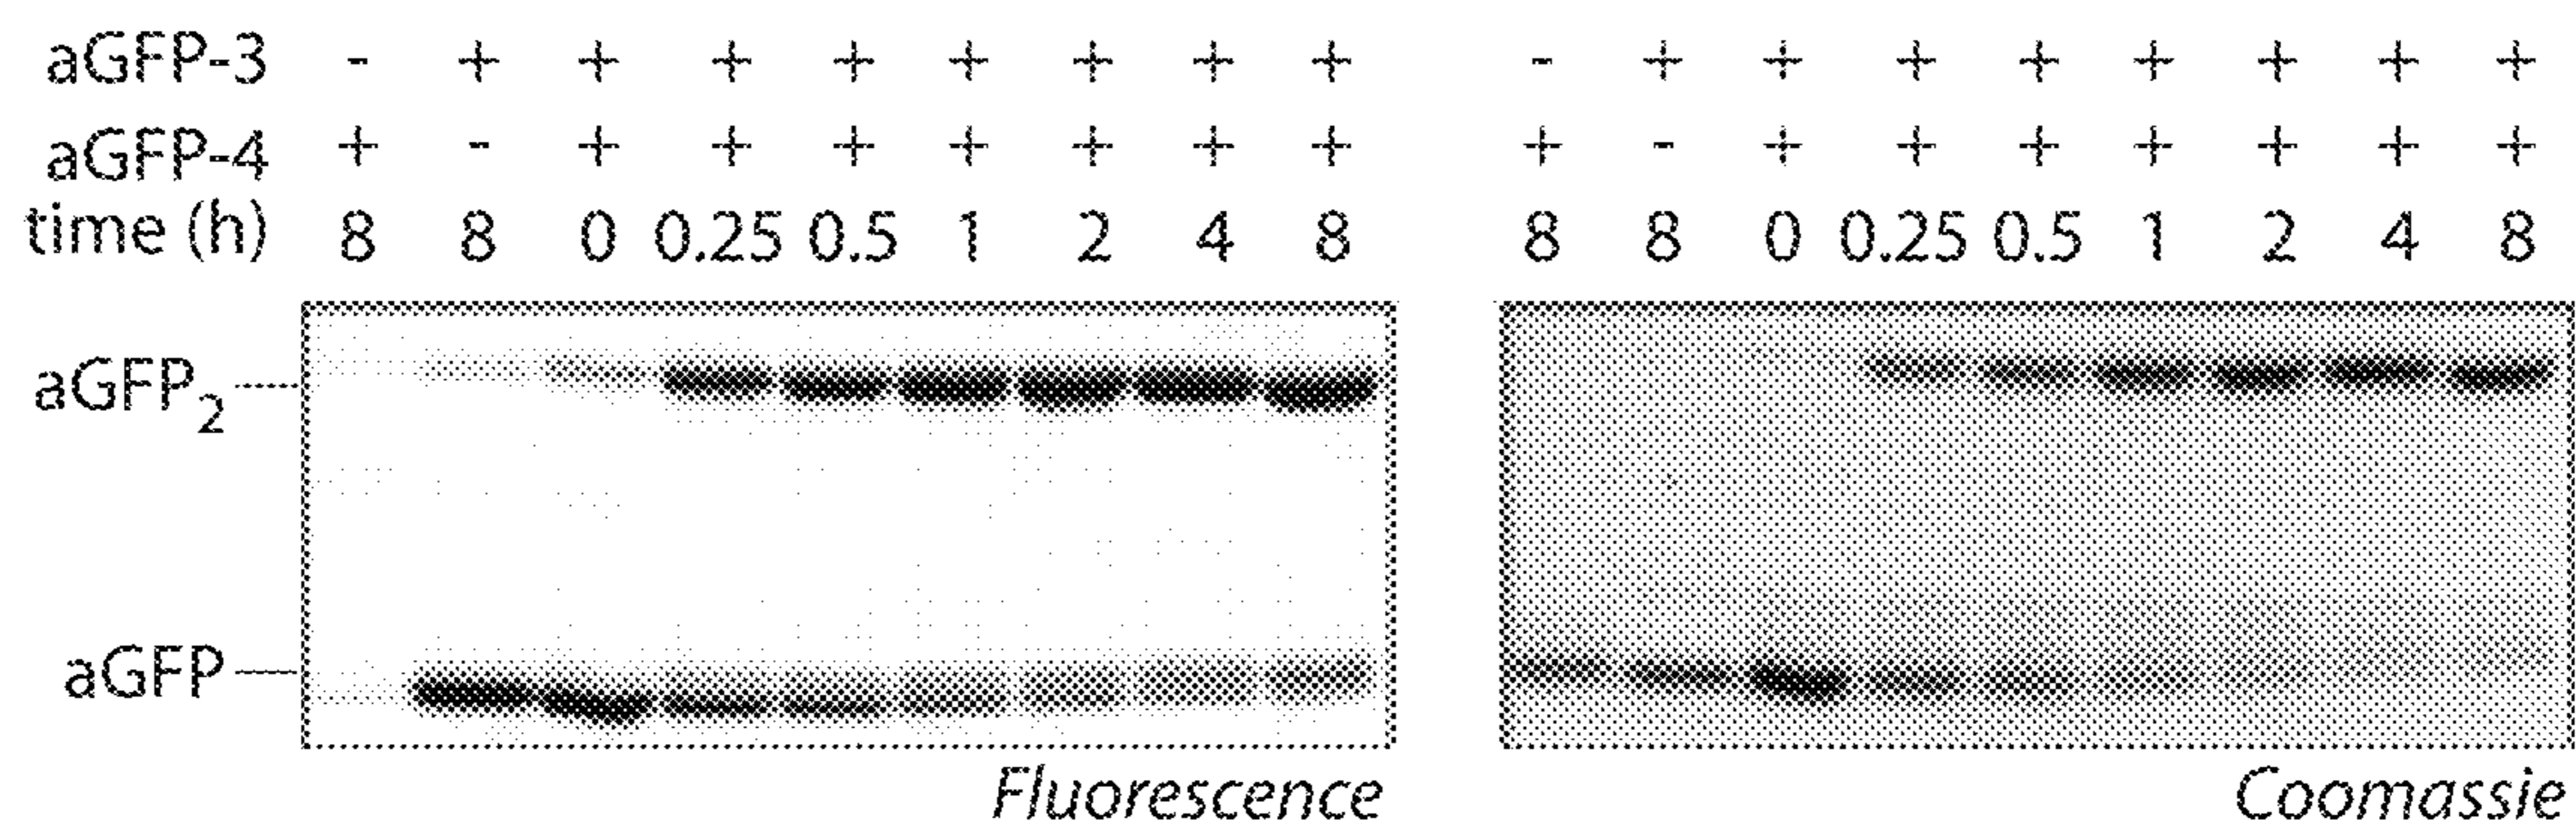 aGFP-3 - + + + + + + + + - + + + + + + + +
aGFP-4 + - + + + + + + + + - + + + + + + +
time (h) 8 8 0 0.25 0.5 1 2 4 8 8 8 0 0.25 0.5 1 2 4 8
aGFP2
aGFP
Fluorescence Coomassie